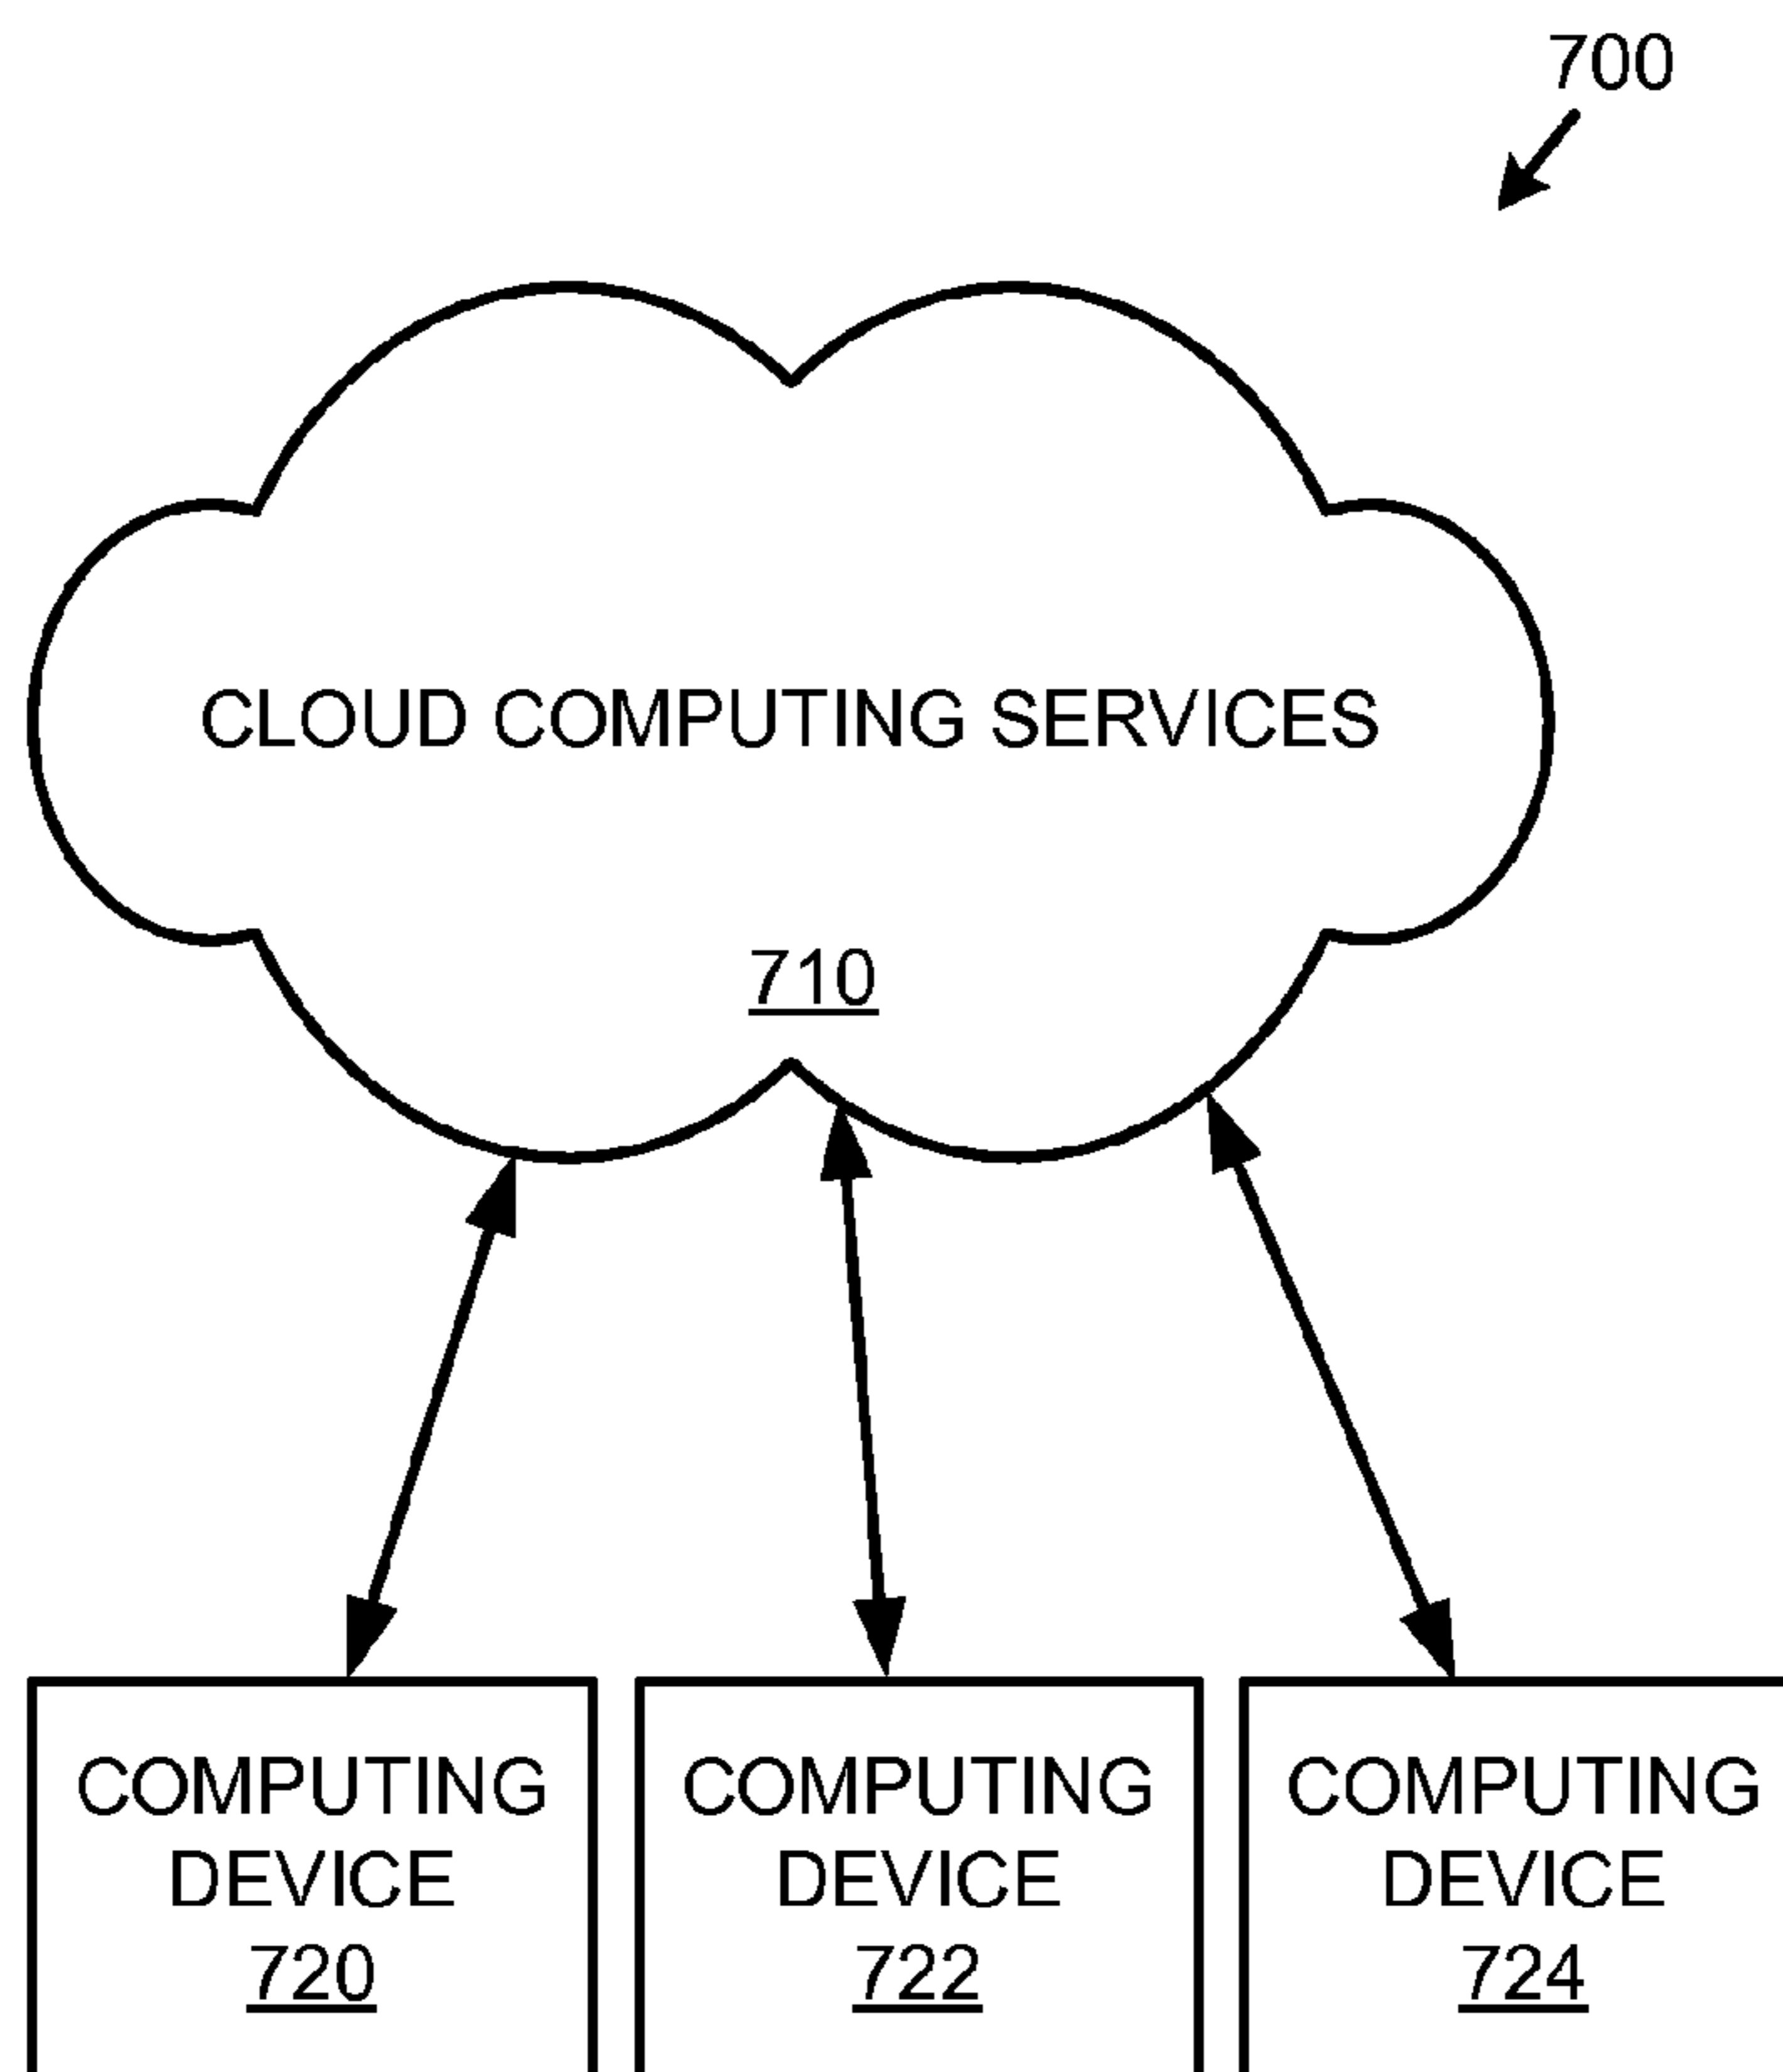 700
CLOUD COMPUTING SERVICES
710
COMPUTING
DEVICE
720
COMPUTING
DEVICE
722
COMPUTING
DEVICE
724